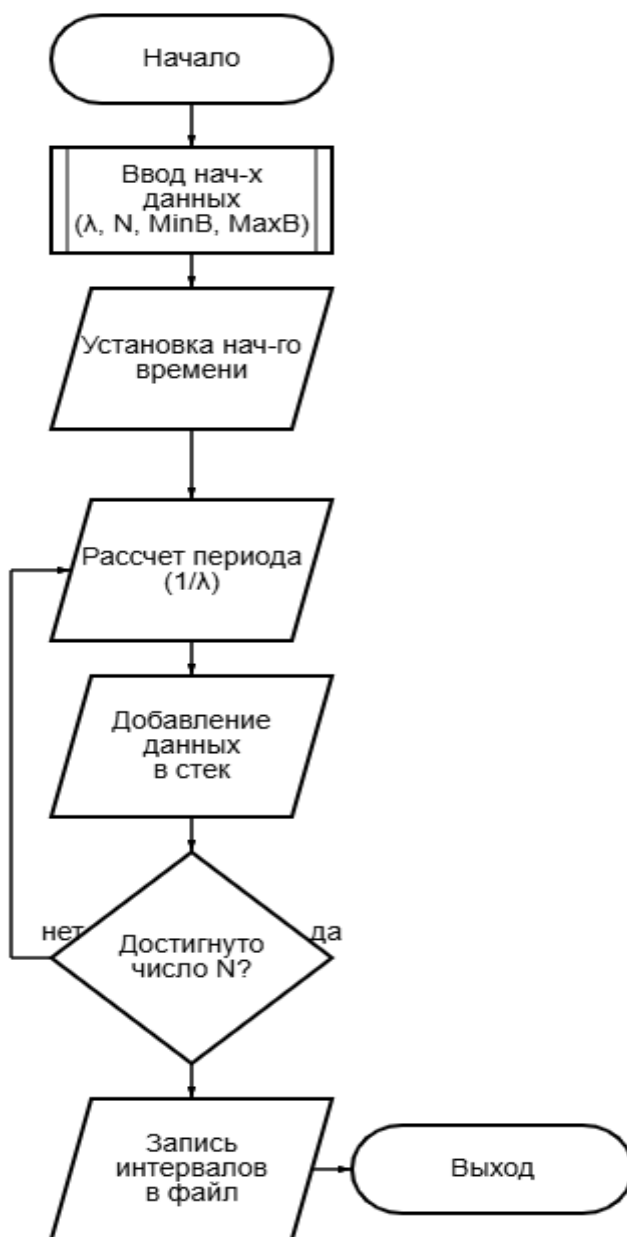 Начало
Ввод нач-х
данных
(λ, N, MinB, MaxB)
Установка нач-го
времени
Рассчет периода
(1/λ)
Добавление
данных
в стек
нет
да
Достигнуто
число N?
Запись
интервалов
в файл
Выход